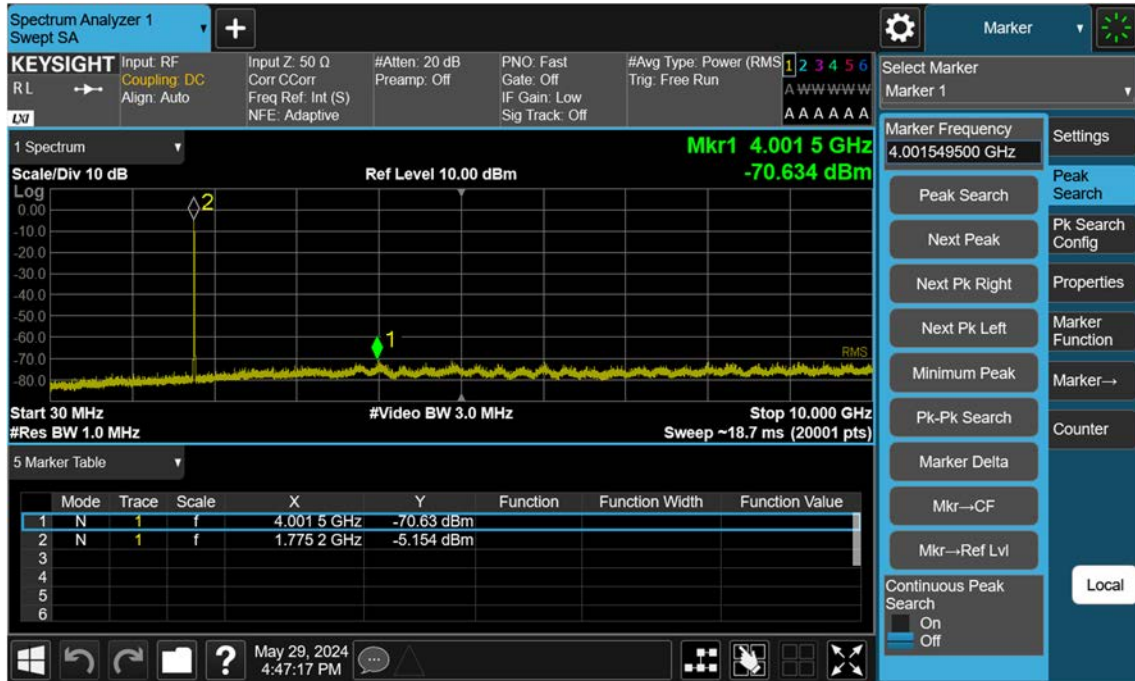 Spectrum Analyzer 1
Swept SA
Marker
KEYSIGHT
RL
LXI
Input: RF
Coupling: DC
Align: Auto
Input Z: 50 Ω
Corr CCorr
Freq Ref: Int (S)
NFE: Adaptive
#Atten: 20 dB
Preamp: Off
PNO: Fast
Gate: Off
IF Gain: Low
Sig Track: Off
#Avg Type: Power (RMS
Trig: Free Run
1 2 3 4 5 6
A W W W W W
A A A A A A
Select Marker
Marker 1
1 Spectrum
Mkr1 4.001 5 GHz
-70.634 dBm
Scale/Div 10 dB
Ref Level 10.00 dBm
Log
0.00
-10.0
-20.0
-30.0
-40.0
-50.0
-60.0
-70.0
-80.0
2
1
RMS
Start 30 MHz
#Video BW 3.0 MHz
Stop 10.000 GHz
#Res BW 1.0 MHz
Sweep ~18.7 ms (20001 pts)
5 Marker Table
Mode Trace Scale X Y Function Function Width Function Value
1 N 1 f 4.001 5 GHz -70.63 dBm
2 N 1 f 1.775 2 GHz -5.154 dBm
3
4
5
6
Marker Frequency
4.001549500 GHz
Peak Search
Next Peak
Next Pk Right
Next Pk Left
Minimum Peak
Pk-Pk Search
Marker Delta
Mkr→CF
Mkr→Ref Lvl
Continuous Peak
Search
On
Off
Settings
Peak
Search
Pk Search
Config
Properties
Marker
Function
Marker→
Counter
Local
?
May 29, 2024
4:47:17 PM